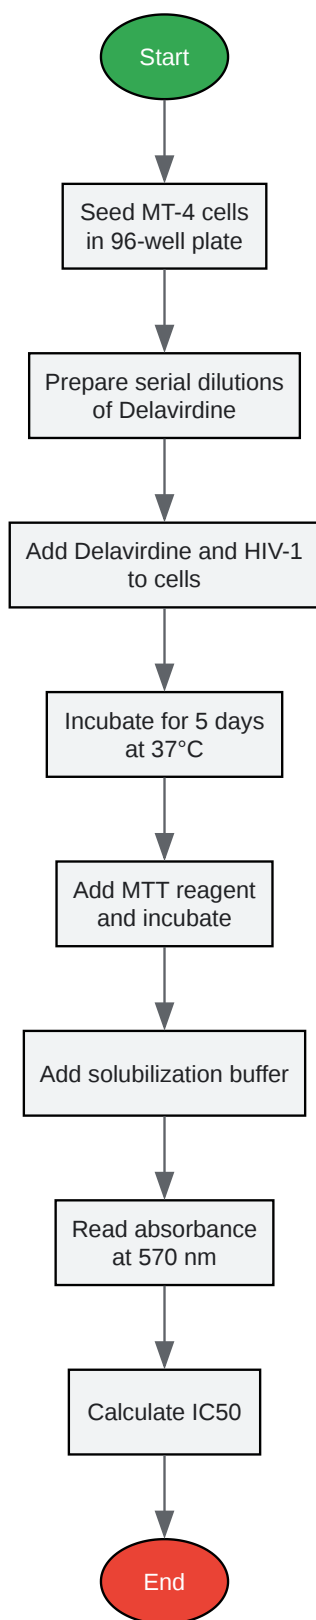 Start
Seed MT-4 cells
in 96-well plate
Prepare serial dilutions
of Delavirdine
Add Delavirdine and HIV-1
to cells
Incubate for 5 days
at 37°C
Add MTT reagent
and incubate
Add solubilization buffer
Read absorbance
at 570 nm
Calculate IC50
End